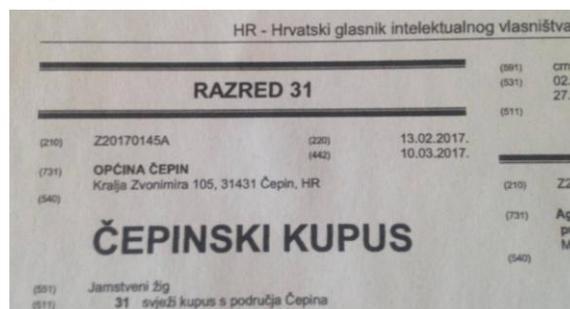 HR - Hrvatski glasnik intelektualnog vlasništva
RAZRED 31
(210) Z20170145A (220) 13.02.2017.
(442) 10.03.2017.
(731) OPĆINA ČEPIN
Kralja Zvonimira 105, 31431 Čepin, HR
(540)
ČEPINSKI KUPUS
(551) Jamstveni žig
(511) 31 svježi kupus s područja Čepina
(591) crn
(531) 02.
27.
(511)
(210)
(731)
(540)